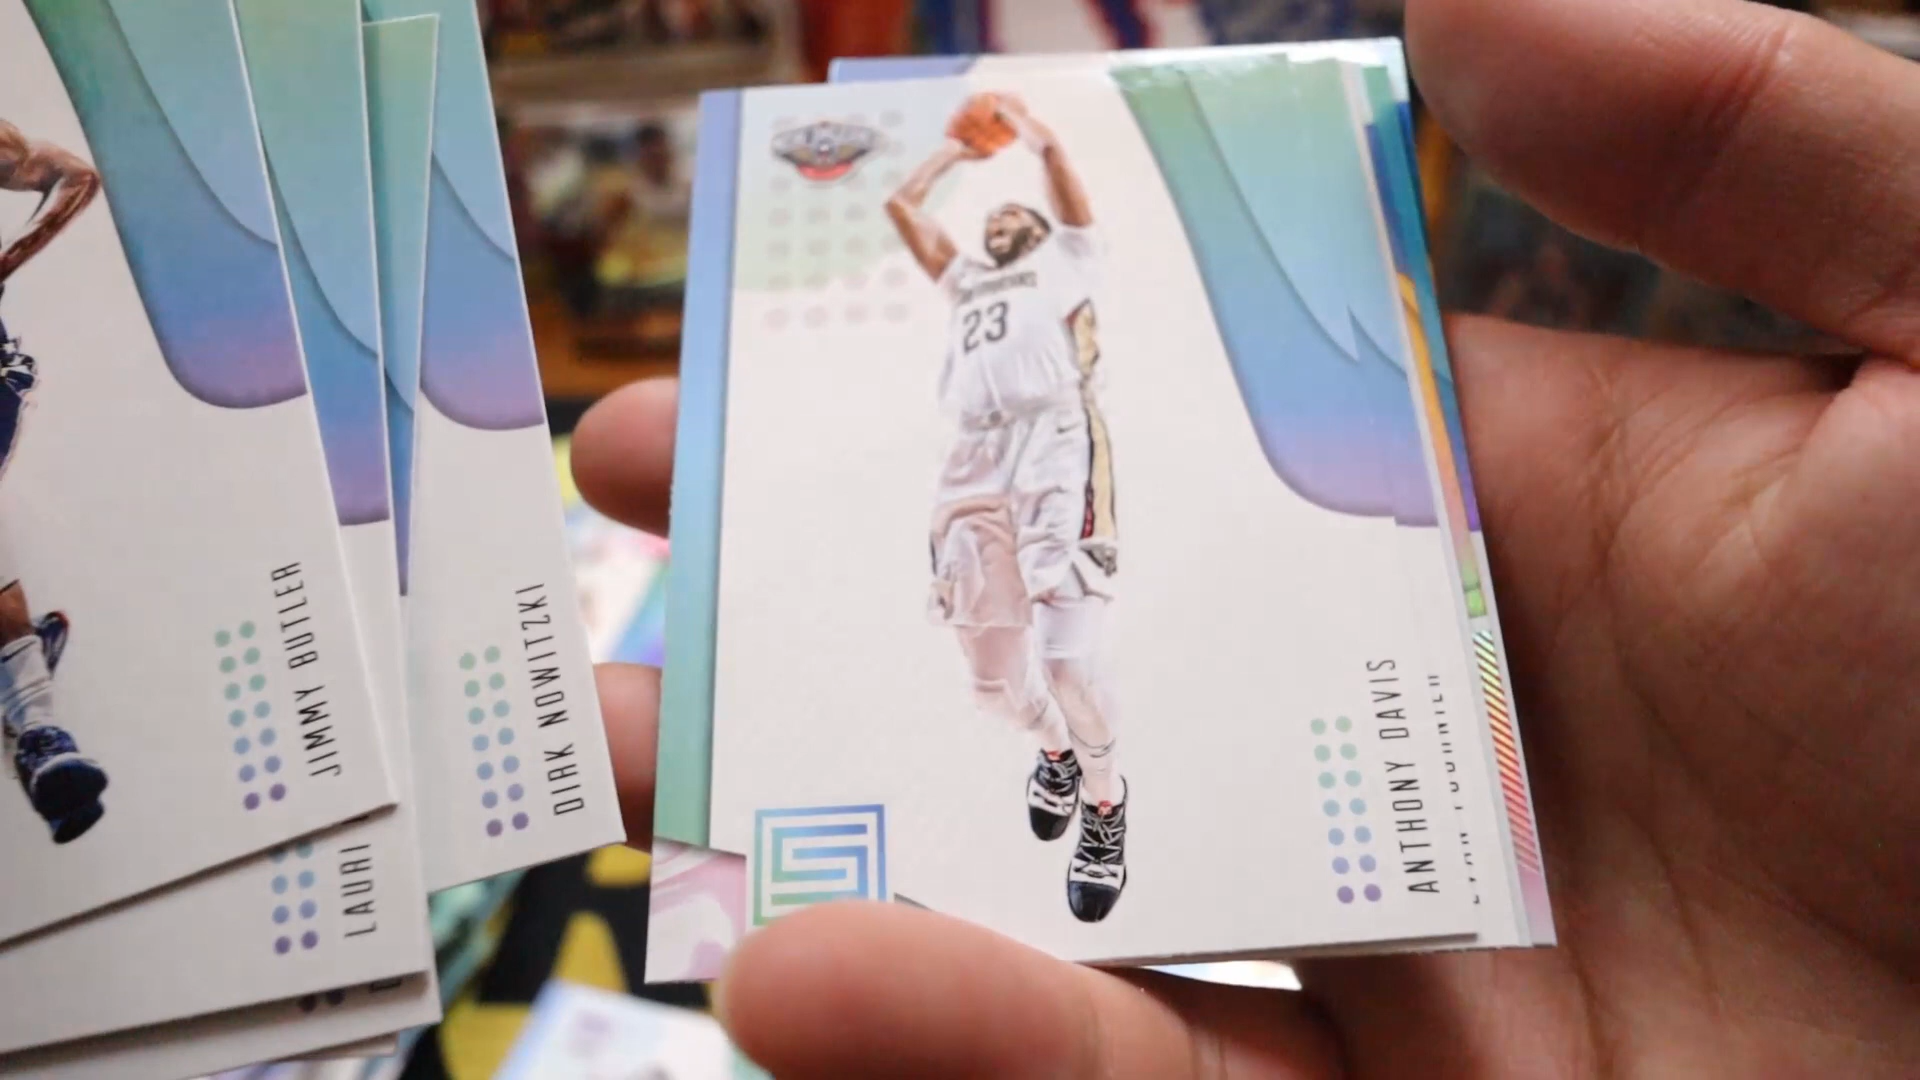 JIMMY BUTLER
LAURI
DIRK NOWITZKI
23
ANTHONY DAVIS